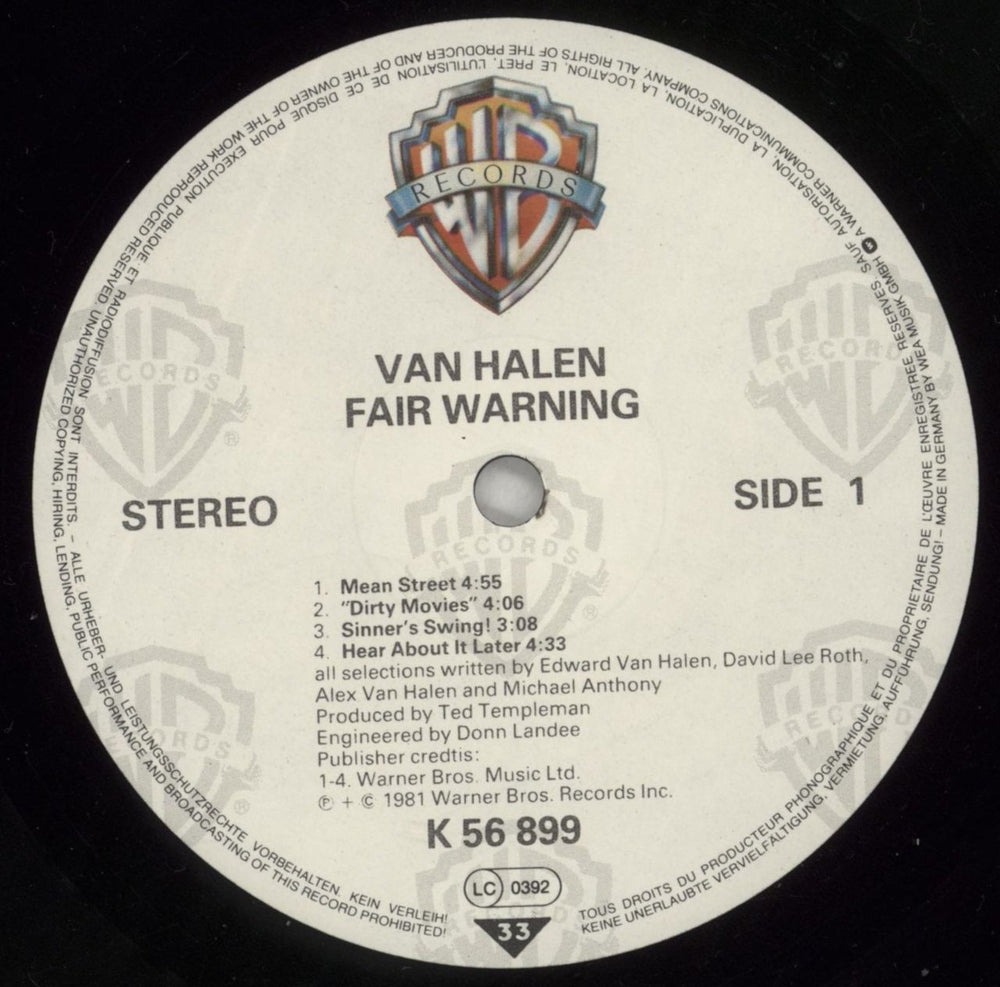 RECORDS
VAN HALEN
FAIR WARNING
STEREO
SIDE 1
1. Mean Street 4:55
2. "Dirty Movies" 4:06
3. Sinner's Swing! 3:08
4. Hear About It Later 4:33
all selections written by Edward Van Halen, David Lee Roth,
Alex Van Halen and Michael Anthony
Produced by Ted Templeman
Engineered by Donn Landee
Publisher credtis:
1-4. Warner Bros. Music Ltd.
℗ + © 1981 Warner Bros. Records Inc.
K 56 899
LC 0392
33
TOUS DROITS DU PRODUCTEUR PHONOGRAPHIQUE ET DU PROPRIETAIRE DE L'ŒUVRE ENREGISTREE RESERVES. SAUF AUTORISATION, LA DUPLICATION, LA LOCATION, LE PRET, L'UTILISATION DE CE DISQUE POUR EXECUTION PUBLIQUE ET RADIODIFFUSION SONT INTERDITS. – ALLE URHEBER- UND LEISTUNGSSCHUTZRECHTE VORBEHALTEN. KEIN VERLEIH!
KEINE UNERLAUBTE VERVIELFÄLTIGUNG, VERMIETUNG, AUFFÜHRUNG, SENDUNG! – MADE IN GERMANY BY WEA MUSIK GMBH A WARNER COMMUNICATIONS COMPANY. ALL RIGHTS OF THE PRODUCER AND OF THE OWNER OF THE WORK REPRODUCED RESERVED. UNAUTHORIZED COPYING, HIRING, LENDING, PUBLIC PERFORMANCE AND BROADCASTING OF THIS RECORD PROHIBITED!